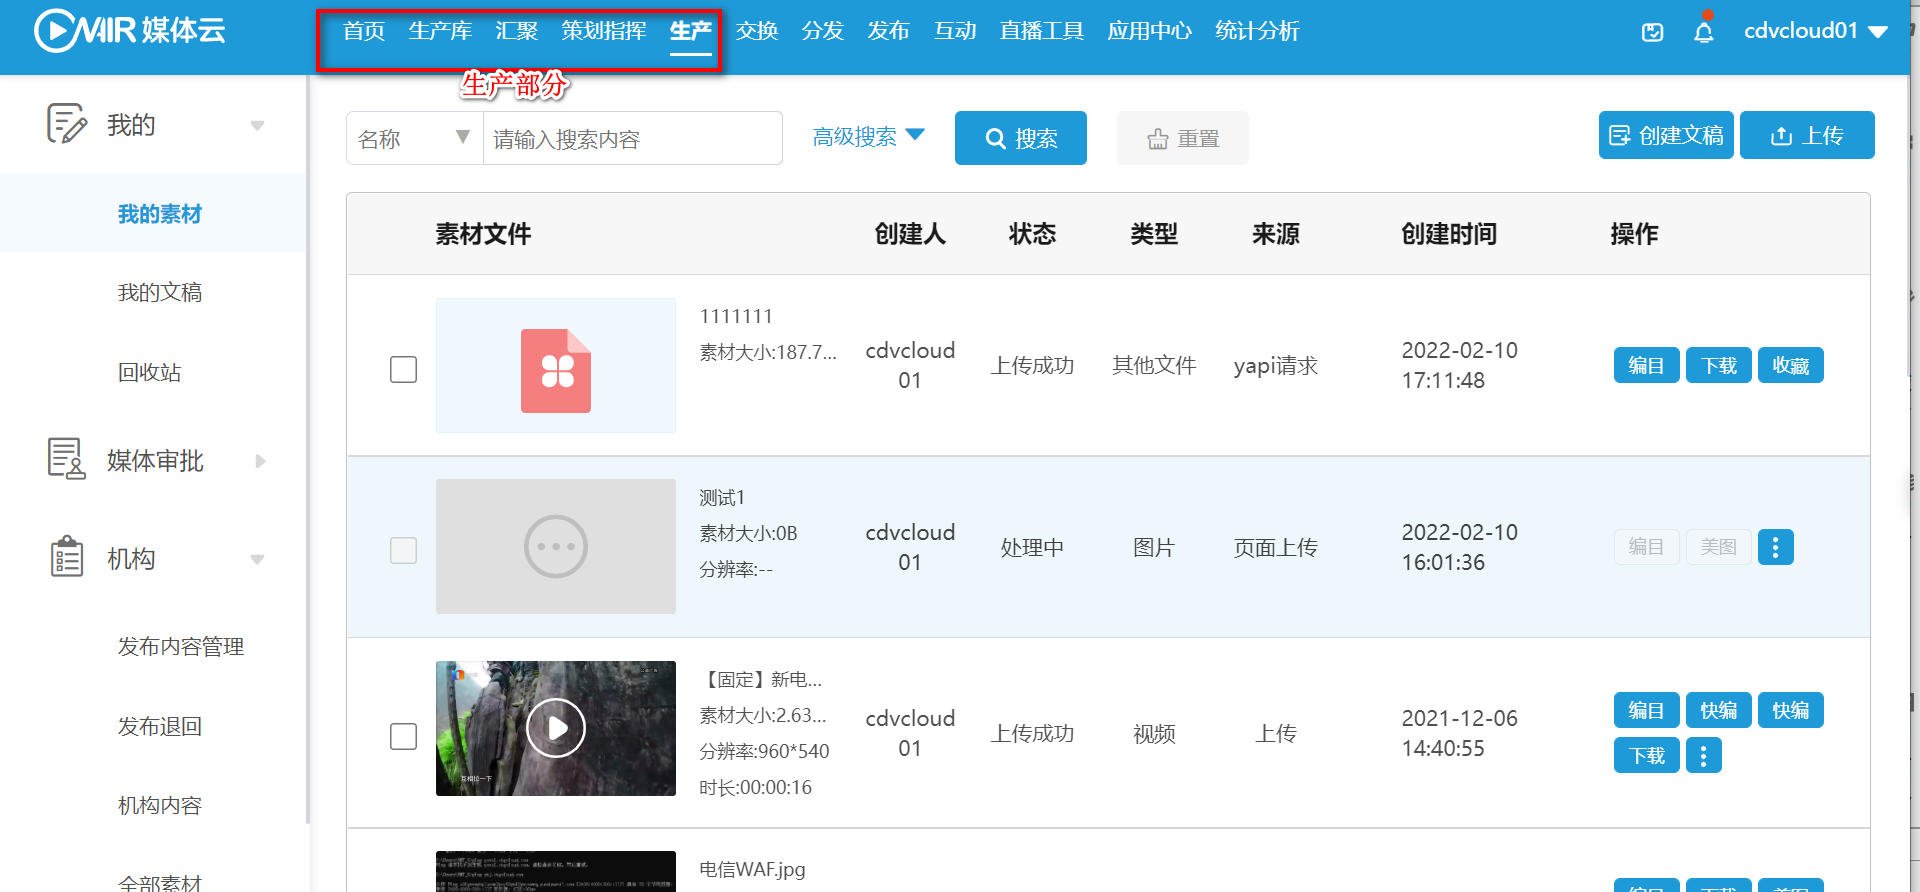 MIR 媒体云
首页 生产库 汇聚 策划指挥 生产 交换 分发 发布 互动 直播工具 应用中心 统计分析
cdvcloud01
生产部分
我的
我的素材
我的文稿
回收站
媒体审批
机构
发布内容管理
发布退回
机构内容
全部素材
名称 请输入搜索内容 高级搜索 搜索 重置 创建文稿 上传
素材文件 创建人 状态 类型 来源 创建时间 操作
1111111
素材大小:187.7...
cdvcloud
01
上传成功 其他文件 yapi请求
2022-02-10
17:11:48
编目 下载 收藏
测试1
素材大小:0B
分辨率:--
cdvcloud
01
处理中 图片 页面上传
2022-02-10
16:01:36
编目 美图
互相拉一下
【固定】新电...
素材大小:2.63...
分辨率:960*540
时长:00:00:16
cdvcloud
01
上传成功 视频 上传
2021-12-06
14:40:55
编目 快编 快编
下载
电信WAF.jpg
编目 下载 美图